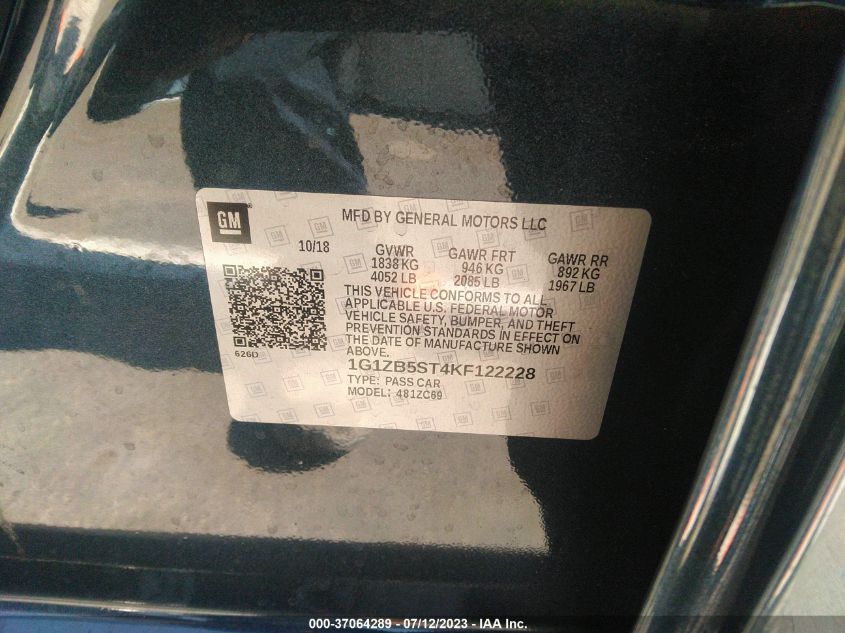 GM
MFD BY GENERAL MOTORS LLC
10/18
GVWR
1838 KG
4052 LB
GAWR FRT
946 KG
2085 LB
GAWR RR
892 KG
1967 LB
THIS VEHICLE CONFORMS TO ALL
APPLICABLE U.S. FEDERAL MOTOR
VEHICLE SAFETY, BUMPER, AND THEFT
PREVENTION STANDARDS IN EFFECT ON
THE DATE OF MANUFACTURE SHOWN
ABOVE.
626D
1G1ZB5ST4KF122228
TYPE: PASS CAR
MODEL: 481ZC69
000-37064289 - 07/12/2023 - IAA Inc.